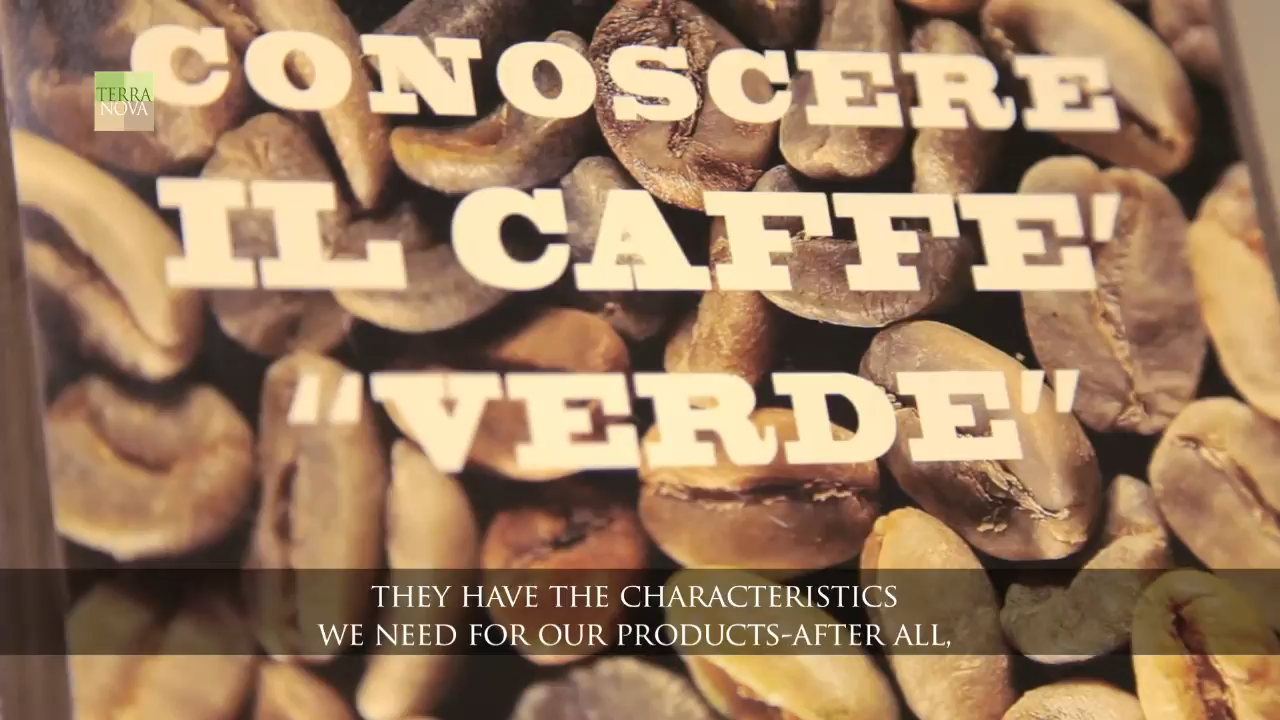 CONOSCERE
IL CAFFE'
"VERDE"
TERRA
NOVA
THEY HAVE THE CHARACTERISTICS
WE NEED FOR OUR PRODUCTS-AFTER ALL,